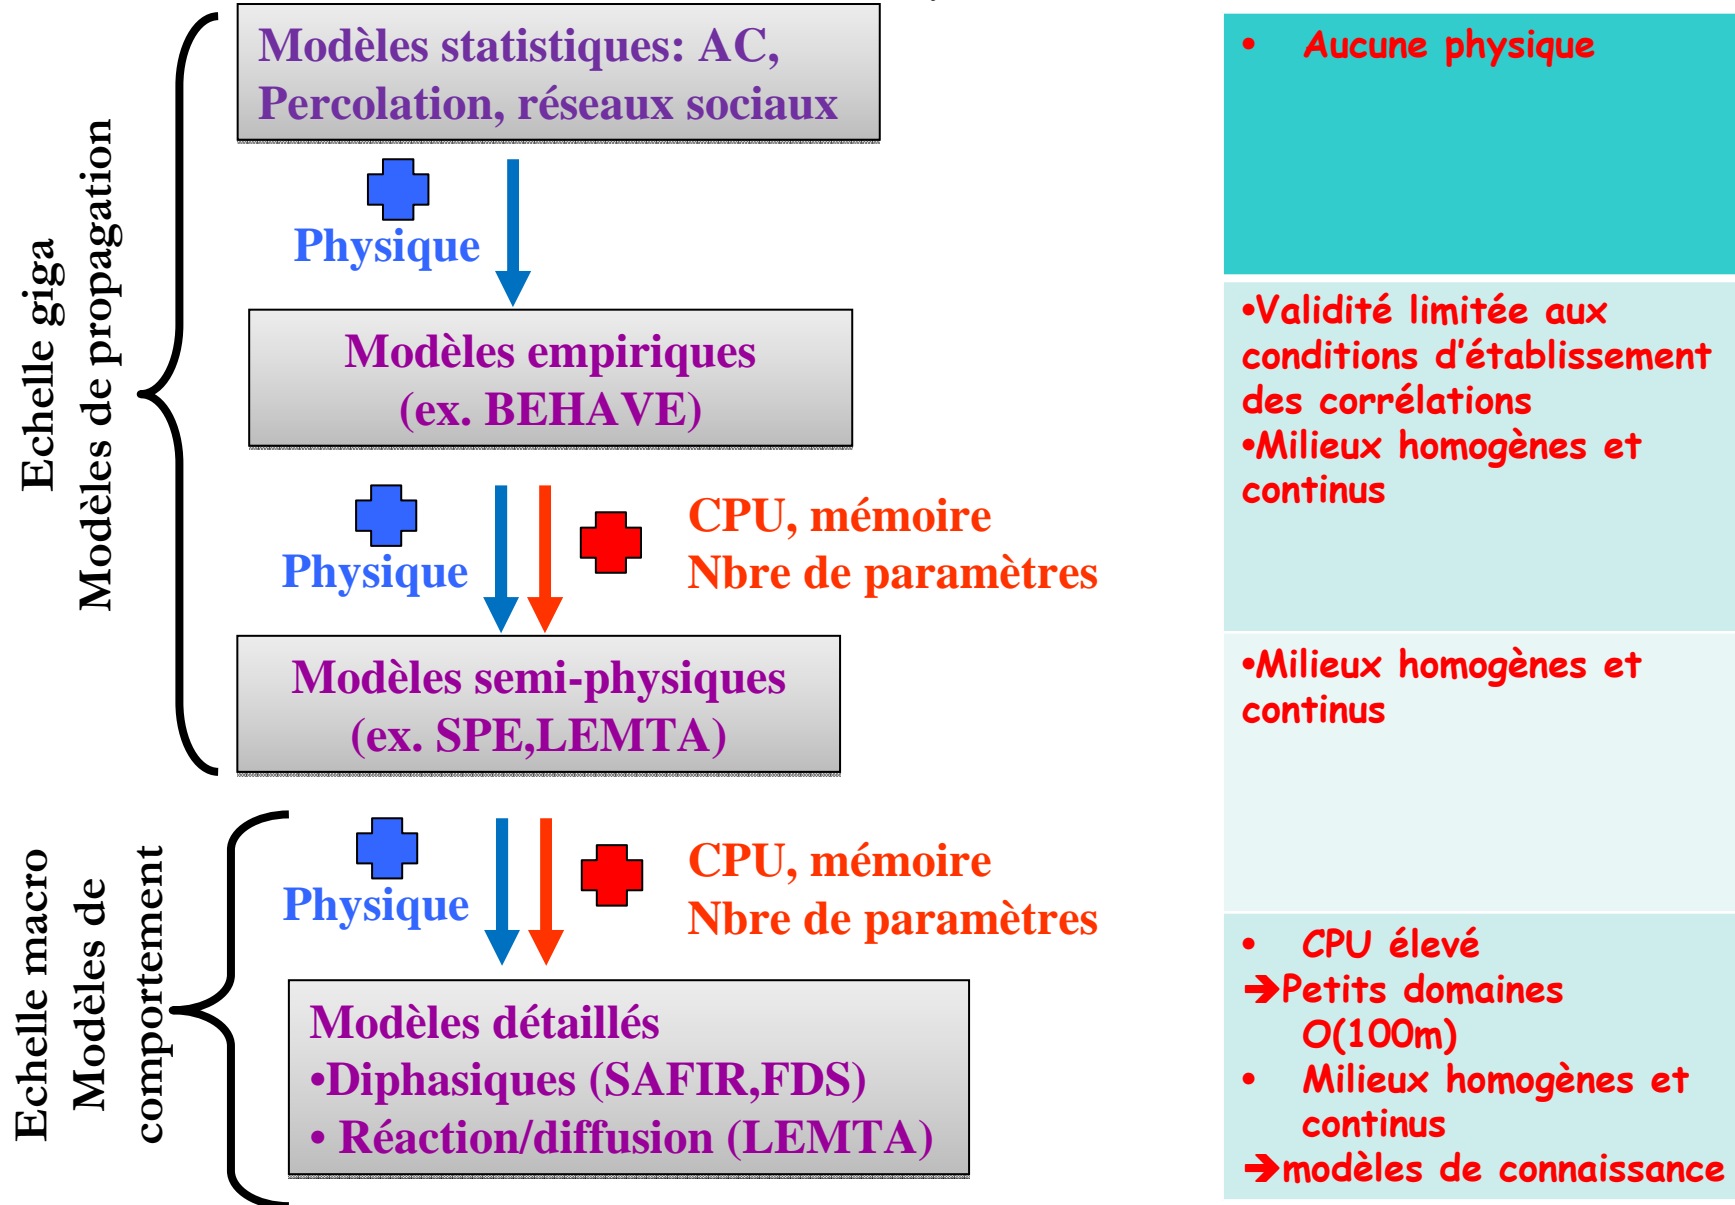 Echelle giga
Modèles de propagation
Modèles statistiques: AC,
Percolation, réseaux sociaux
Physique
Modèles empiriques
(ex. BEHAVE)
Physique
CPU, mémoire
Nbre de paramètres
Modèles semi-physiques
(ex. SPE,LEMTA)
Echelle macro
Modèles de
comportement
Physique
CPU, mémoire
Nbre de paramètres
Modèles détaillés
•Diphasiques (SAFIR,FDS)
• Réaction/diffusion (LEMTA)
• Aucune physique
•Validité limitée aux
conditions d'établissement
des corrélations
•Milieux homogènes et
continus
•Milieux homogènes et
continus
• CPU élevé
➔Petits domaines
O(100m)
• Milieux homogènes et
continus
➔modèles de connaissance